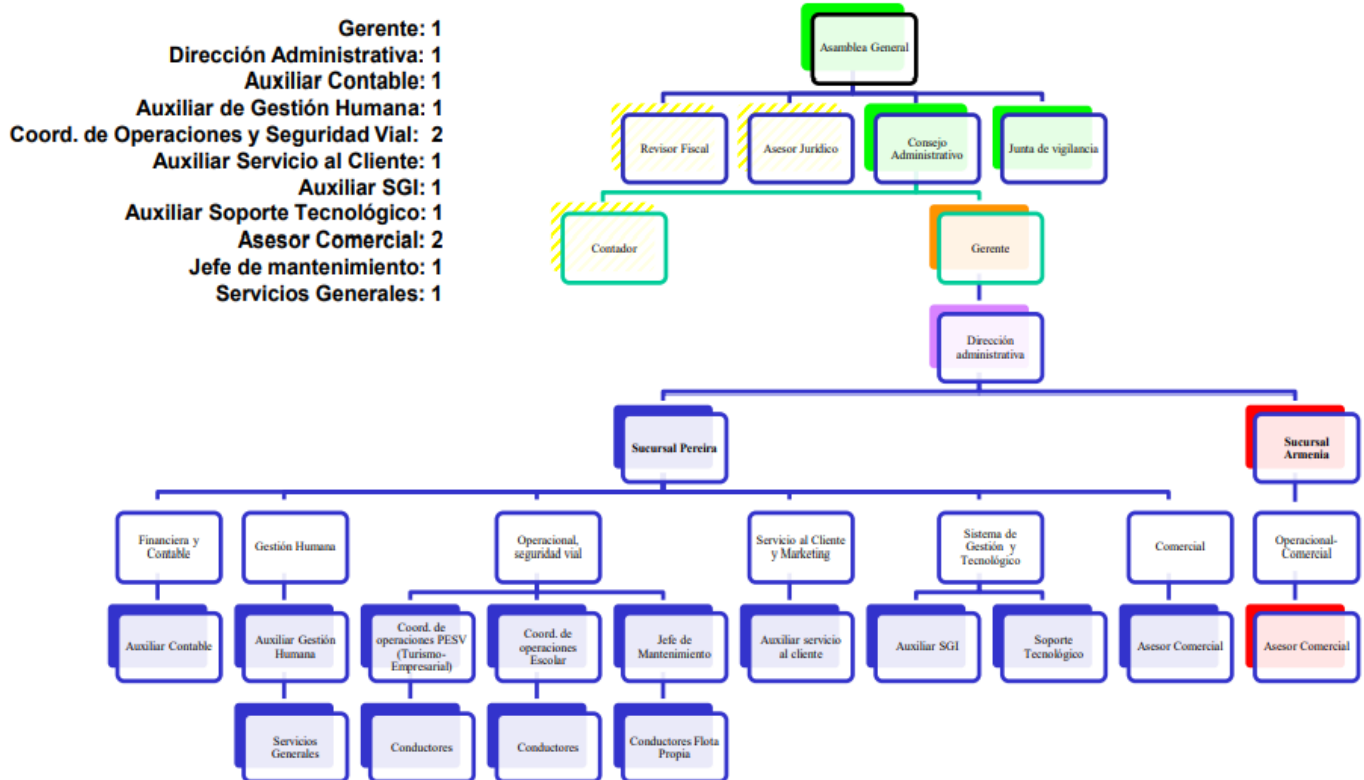 Gerente: 1
Dirección Administrativa: 1
Auxiliar Contable: 1
Auxiliar de Gestión Humana: 1
Coord. de Operaciones y Seguridad Vial: 2
Auxiliar Servicio al Cliente: 1
Auxiliar SGI: 1
Auxiliar Soporte Tecnológico: 1
Asesor Comercial: 2
Jefe de mantenimiento: 1
Servicios Generales: 1
Asamblea General
Revisor Fiscal
Asesor Jurídico
Consejo
Administrativo
Junta de vigilancia
Contador
Gerente
Dirección
administrativa
Sucursal Pereira
Sucursal
Armenia
Financiera y
Contable
Gestión Humana
Operacional,
seguridad vial
Servicio al Cliente
y Marketing
Sistema de
Gestión y
Tecnológico
Comercial
Operacional-
Comercial
Auxiliar Contable
Auxiliar Gestión
Humana
Coord. de
operaciones PESV
(Turismo-
Empresarial)
Coord. de
operaciones
Escolar
Jefe de
Mantenimiento
Auxiliar servicio
al cliente
Auxiliar SGI
Soporte
Tecnológico
Asesor Comercial
Asesor Comercial
Servicios
Generales
Conductores
Conductores
Conductores Flota
Propia